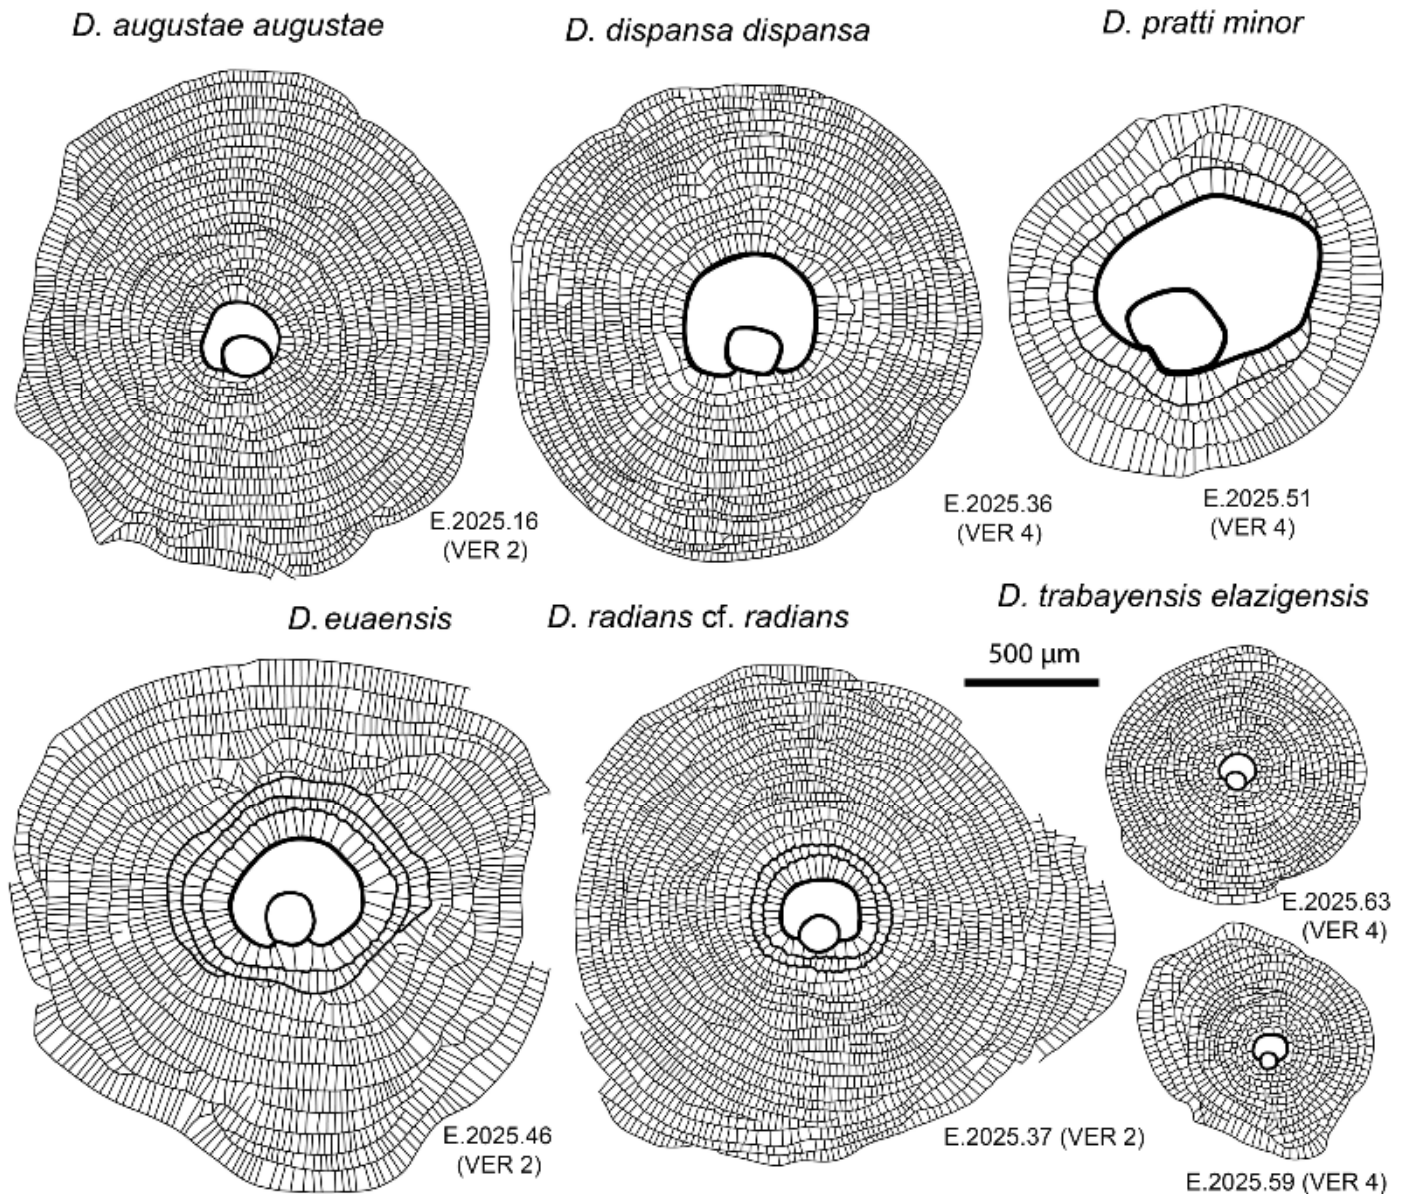 D. augustae augustae
D. dispansa dispansa
D. pratti minor
E.2025.16
(VER 2)
E.2025.36
(VER 4)
E.2025.51
(VER 4)
D. euaensis
D. radians cf. radians
D. trabayensis elazigensis
500 µm
E.2025.63
(VER 4)
E.2025.46
(VER 2)
E.2025.37 (VER 2)
E.2025.59 (VER 4)